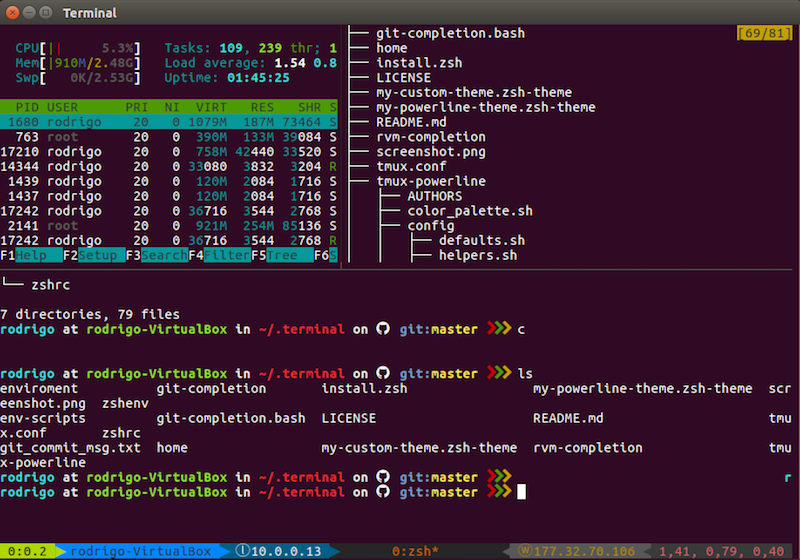 Terminal
CPU[|| 5.3%] Tasks: 109, 239 thr; 1
Mem[|910M/2.48G] Load average: 1.54 0.8
Swp[ 0K/2.53G] Uptime: 01:45:25
PID USER PRI NI VIRT RES SHR S
1680 rodrigo 20 0 1079M 187M 73464 S
763 root 20 0 390M 133M 39084 S
17210 rodrigo 20 0 758M 42440 33520 S
14344 rodrigo 20 0 33080 3832 3204 R
1439 rodrigo 20 0 120M 2084 1716 S
1437 rodrigo 20 0 120M 2084 1716 S
17242 rodrigo 20 0 36716 3544 2768 S
2141 root 20 0 921M 254M 85136 S
17242 rodrigo 20 0 36716 3544 2768 R
F1Help F2Setup F3SearchF4FilterF5Tree F6S
├── git-completion.bash [69/81]
├── home
├── install.zsh
├── LICENSE
├── my-custom-theme.zsh-theme
├── my-powerline-theme.zsh-theme
├── README.md
├── rvm-completion
├── screenshot.png
├── tmux.conf
├── tmux-powerline
│   ├── AUTHORS
│   ├── color_palette.sh
│   ├── config
│   │   ├── defaults.sh
│   │   ├── helpers.sh
└── zshrc
7 directories, 79 files
rodrigo at rodrigo-VirtualBox in ~/.terminal on git:master ❯❯❯ c
rodrigo at rodrigo-VirtualBox in ~/.terminal on git:master ❯❯❯ ls
enviroment git-completion install.zsh my-powerline-theme.zsh-theme scr
eenshot.png zshenv
env-scripts git-completion.bash LICENSE README.md tmu
x.conf zshrc
git_commit_msg.txt home my-custom-theme.zsh-theme rvm-completion tmu
x-powerline
rodrigo at rodrigo-VirtualBox in ~/.terminal on git:master ❯❯❯ r
rodrigo at rodrigo-VirtualBox in ~/.terminal on git:master ❯❯❯
0:0.2 rodrigo-VirtualBox Ⓛ10.0.0.13 0:zsh* ⓦ177.32.70.106 1,41, 0,79, 0,40